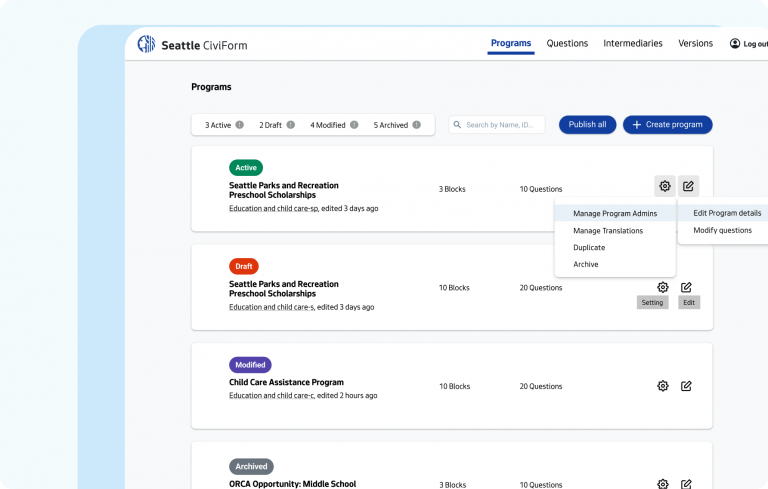 Seattle CiviForm
Programs Questions Intermediaries Versions Log out
Programs
3 Active 2 Draft 4 Modified 5 Archived
Search by Name, ID...
Publish all
+ Create program
Active
Seattle Parks and Recreation
Preschool Scholarships
Education and child care-sp, edited 3 days ago
3 Blocks 10 Questions
Manage Program Admins
Manage Translations
Duplicate
Archive
Edit Program details
Modify questions
Draft
Seattle Parks and Recreation
Preschool Scholarships
Education and child care-s, edited 3 days ago
10 Blocks 20 Questions
Setting Edit
Modified
Child Care Assistance Program
Education and child care-c, edited 2 hours ago
10 Blocks 20 Questions
Archived
ORCA Opportunity: Middle School
3 Blocks 10 Questions